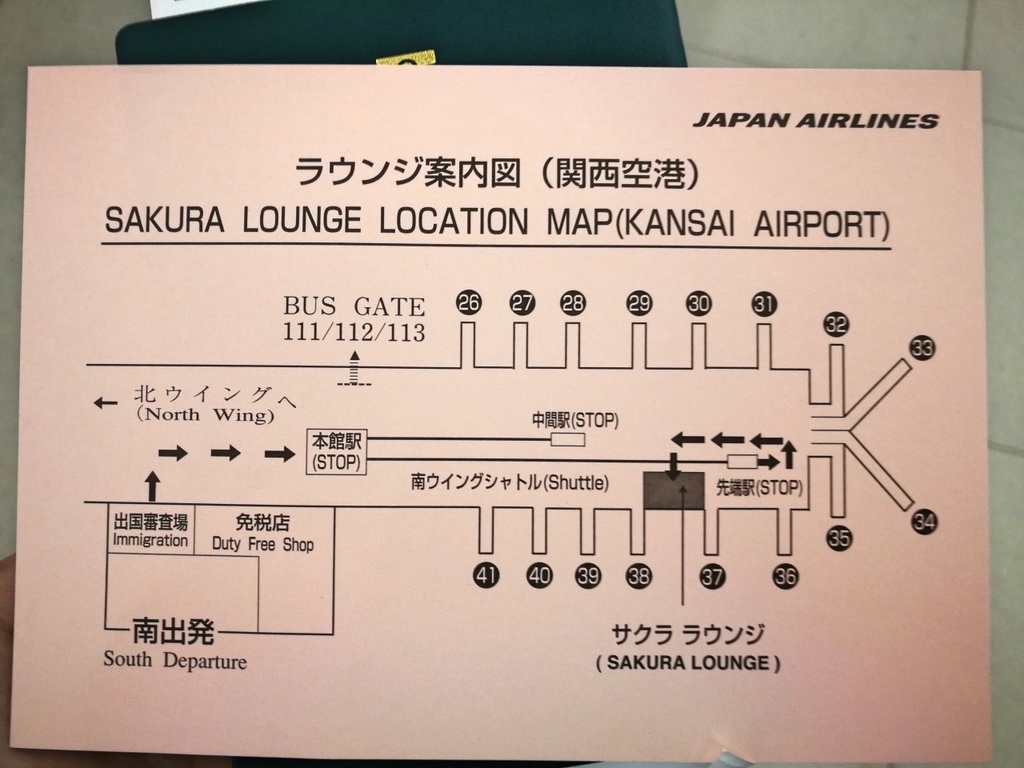 JAPAN AIRLINES
ラウンジ案内図（関西空港）
SAKURA LOUNGE LOCATION MAP(KANSAI AIRPORT)
BUS GATE
111/112/113
26 27 28 29 30 31
32
33
北ウイングへ
(North Wing)
本館駅
(STOP)
中間駅(STOP)
南ウイングシャトル(Shuttle)
先端駅(STOP)
出国審査場
Immigration
免税店
Duty Free Shop
34
35
41 40 39 38 37 36
南出発
South Departure
サクララウンジ
( SAKURA LOUNGE )